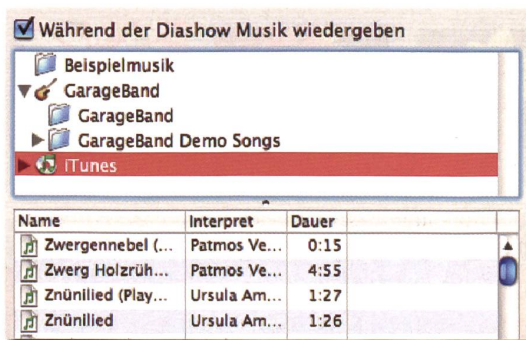 Während der Diashow Musik wiedergeben
Beispielmusik
GarageBand
GarageBand
GarageBand Demo Songs
iTunes
Name Interpret Dauer
Zwergennebel (... Patmos Ve... 0:15
Zwerg Holzrüh... Patmos Ve... 4:55
Znünilied (Play... Ursula Am... 1:27
Znünilied Ursula Am... 1:26